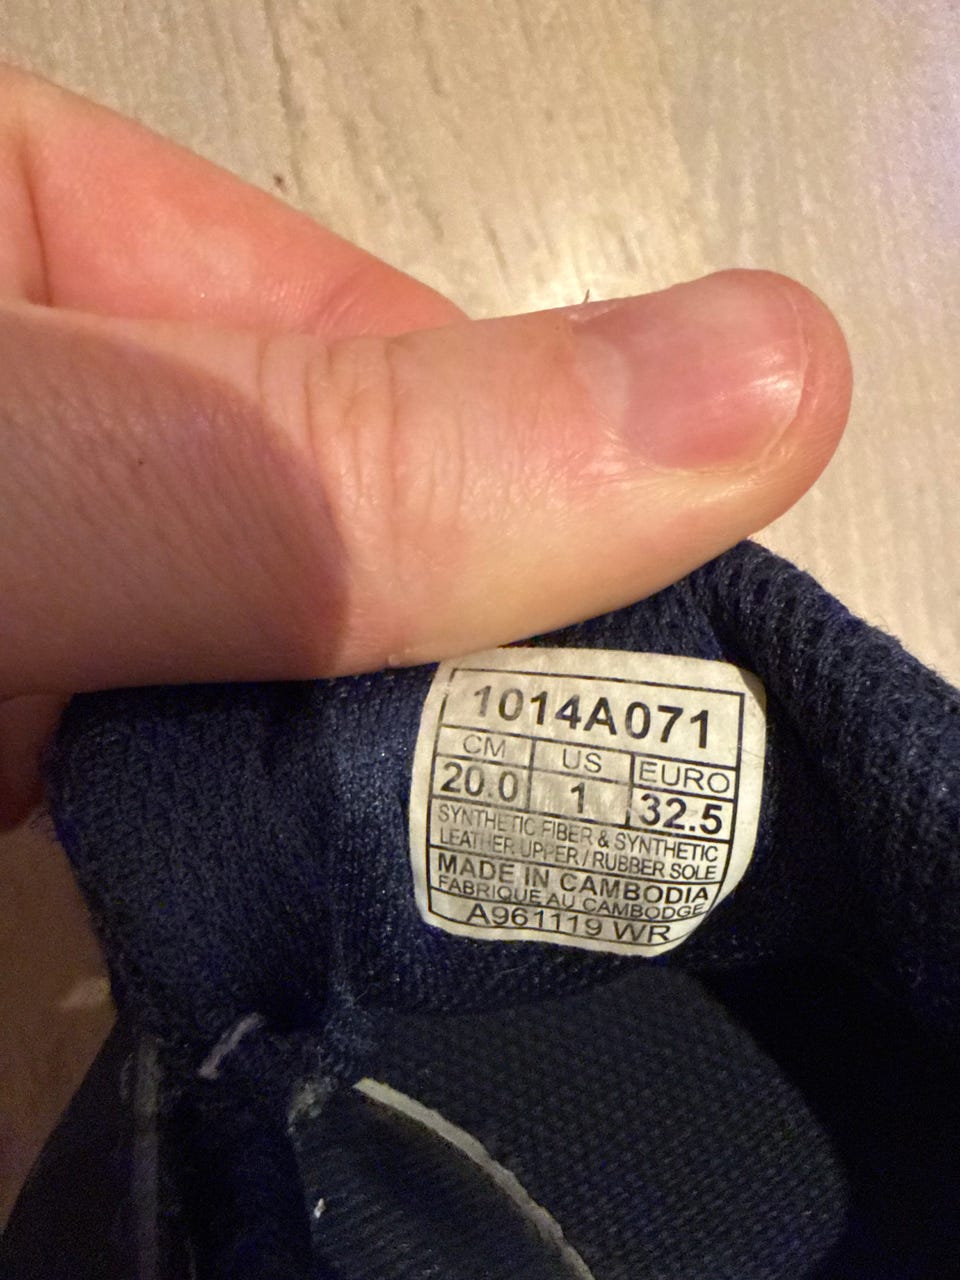 1014A071
CM US EURO
20.0 1 32.5
SYNTHETIC FIBER & SYNTHETIC
LEATHER UPPER / RUBBER SOLE
MADE IN CAMBODIA
FABRIQUE AU CAMBODGE
A961119 WR